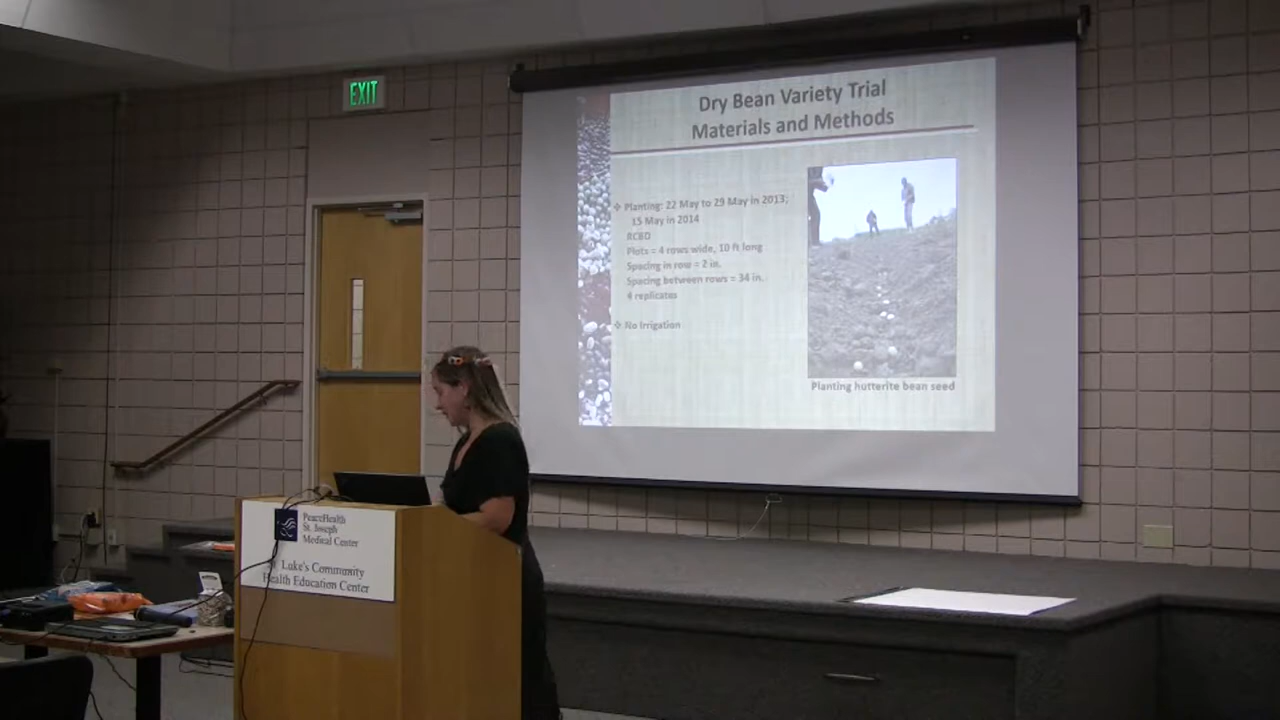 EXIT
Dry Bean Variety Trial
Materials and Methods
Planting: 22 May to 29 May in 2013;
15 May in 2014
RCBD
Plots = 4 rows wide, 10 ft long
Spacing in row = 2 in.
Spacing between rows = 34 in.
4 replicates
No Irrigation
Planting hutterite bean seed
PeaceHealth
St. Joseph
Medical Center
Luke's Community
Health Education Center